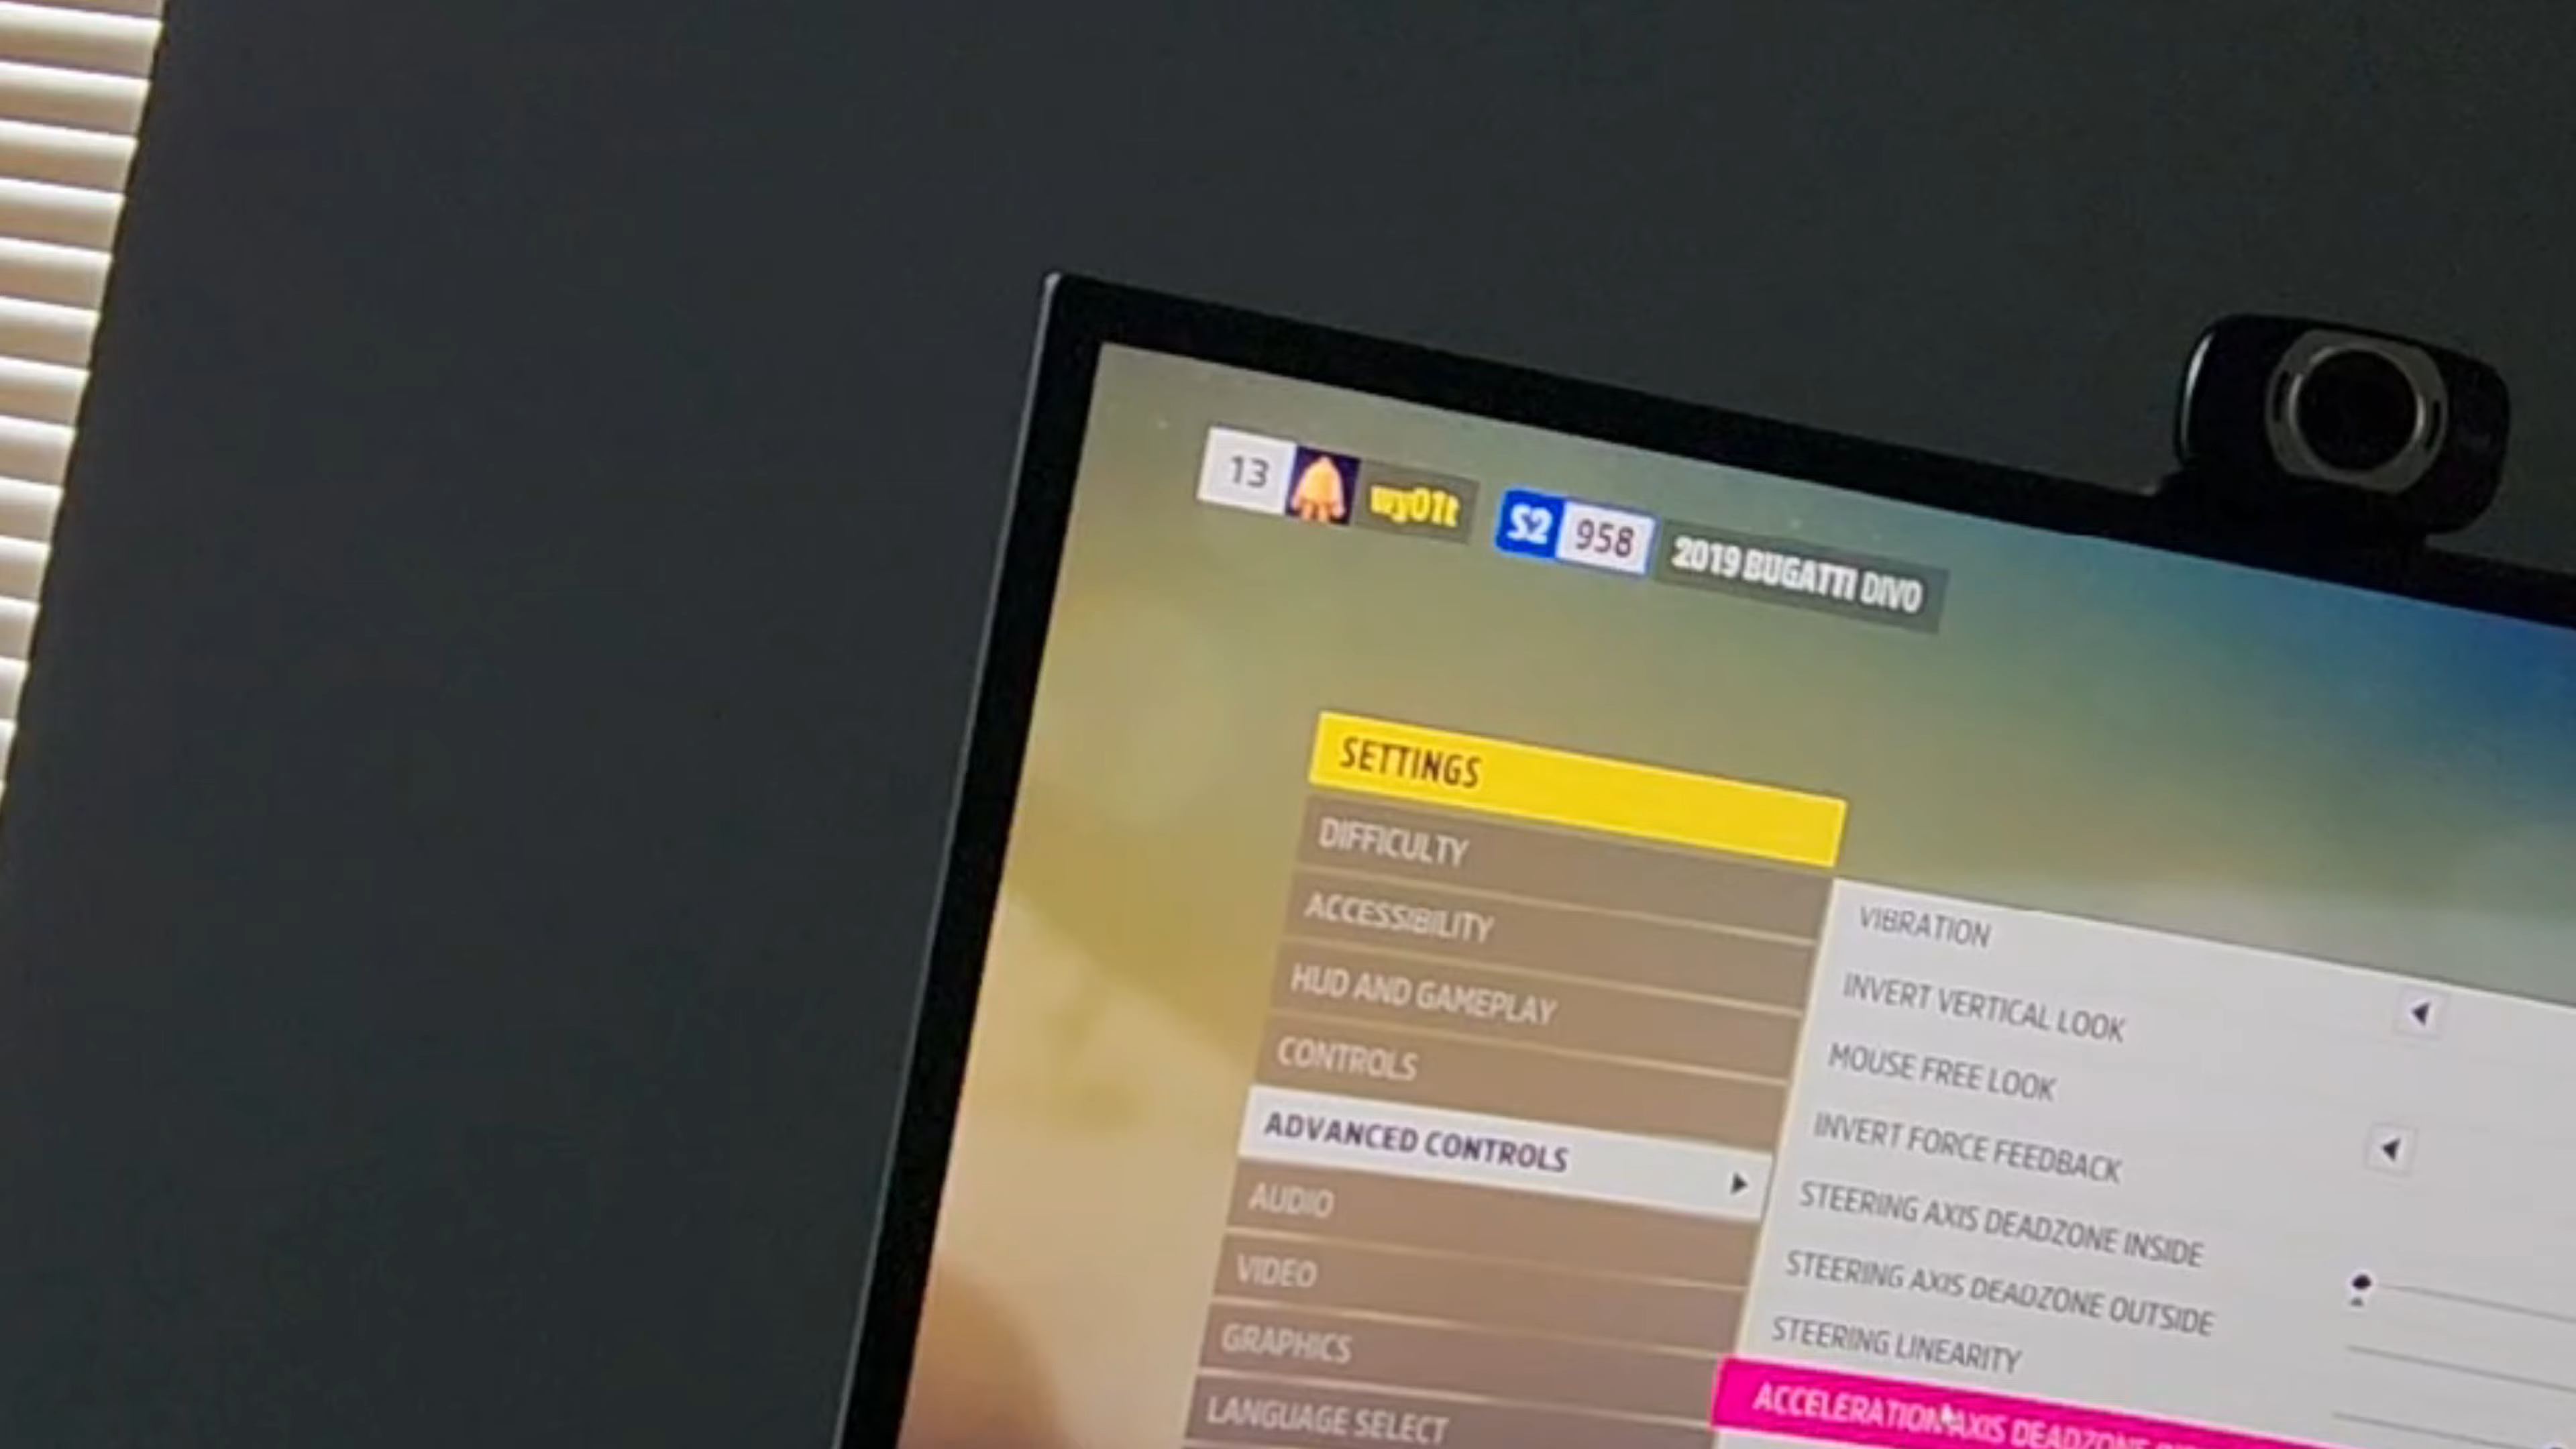 13 wy01t S2 958 2019 BUGATTI DIVO
SETTINGS
DIFFICULTY
ACCESSIBILITY
HUD AND GAMEPLAY
CONTROLS
ADVANCED CONTROLS
AUDIO
VIDEO
GRAPHICS
LANGUAGE SELECT
VIBRATION
INVERT VERTICAL LOOK
MOUSE FREE LOOK
INVERT FORCE FEEDBACK
STEERING AXIS DEADZONE INSIDE
STEERING AXIS DEADZONE OUTSIDE
STEERING LINEARITY
ACCELERATION AXIS DEADZONE